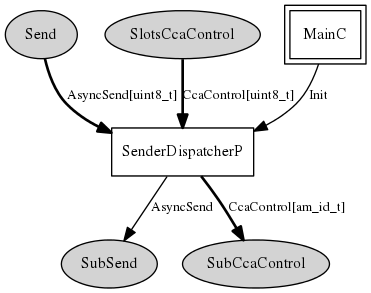 Send
SlotsCcaControl
MainC
AsyncSend[uint8_t]
CcaControl[uint8_t]
Init
SenderDispatcherP
AsyncSend
CcaControl[am_id_t]
SubSend
SubCcaControl